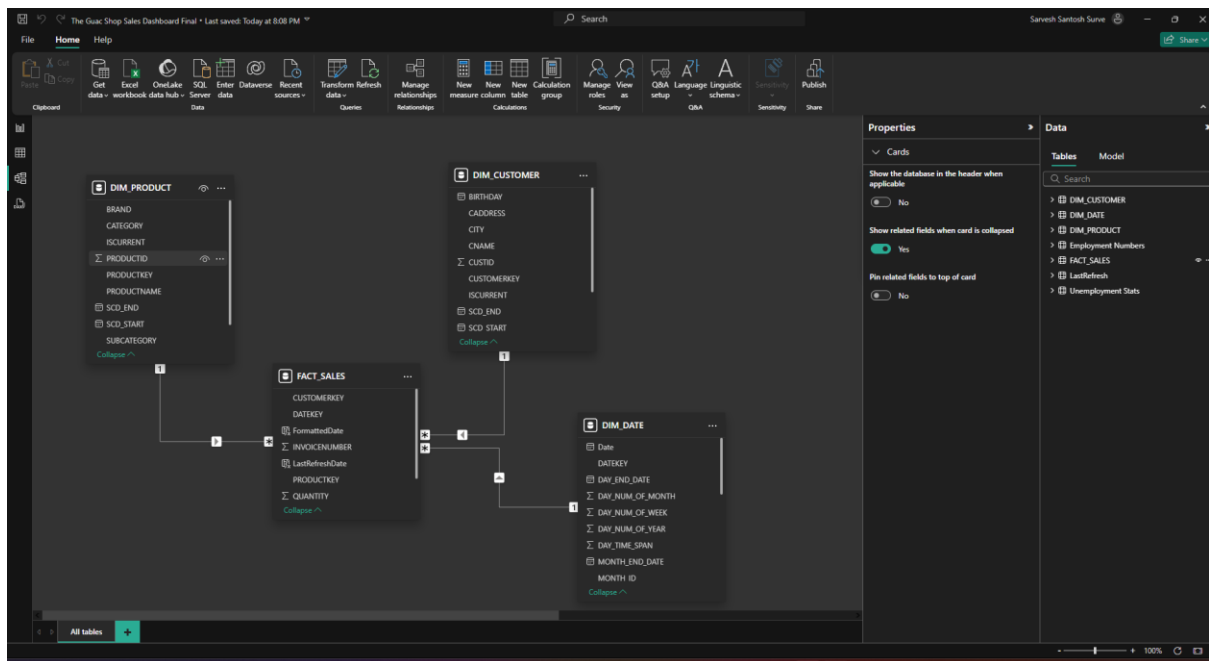 The Guac Shop Sales Dashboard Final • Last saved: Today at 8:08 PM
Search
Sarvesh Santosh Surve
File Home Help
Share
Paste
Cut
Copy
Clipboard
Get data
Excel workbook
OneLake data hub
SQL Server
Enter data
Dataverse
Recent sources
Data
Transform data
Refresh
Queries
Manage relationships
Relationships
New measure
New column
New table
Calculation group
Calculations
Manage roles
View as
Security
Q&A setup
Language
Linguistic schema
Q&A
Sensitivity
Sensitivity
Publish
Share
DIM_PRODUCT
BRAND
CATEGORY
ISCURRENT
PRODUCTID
PRODUCTKEY
PRODUCTNAME
SCD_END
SCD_START
SUBCATEGORY
Collapse
1
*
DIM_CUSTOMER
BIRTHDAY
CADDRESS
CITY
CNAME
CUSTID
CUSTOMERKEY
ISCURRENT
SCD_END
SCD START
Collapse
1
FACT_SALES
CUSTOMERKEY
DATEKEY
FormattedDate
INVOICENUMBER
LastRefreshDate
PRODUCTKEY
QUANTITY
Collapse
*
*
DIM_DATE
Date
DATEKEY
DAY_END_DATE
DAY_NUM_OF_MONTH
DAY_NUM_OF_WEEK
DAY_NUM_OF_YEAR
DAY_TIME_SPAN
MONTH_END_DATE
MONTH ID
Collapse
1
Properties
Cards
Show the database in the header when
applicable
No
Show related fields when card is collapsed
Yes
Pin related fields to top of card
No
Data
Tables Model
Search
DIM_CUSTOMER
DIM_DATE
DIM_PRODUCT
Employment Numbers
FACT_SALES
LastRefresh
Unemployment Stats
All tables
+
- + 100%